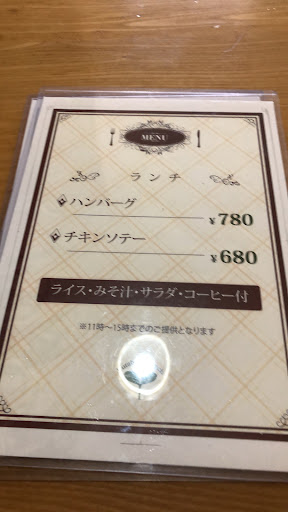 MENU
ランチ
ハンバーグ
¥780
チキンソテー
¥680
ライス・みそ汁・サラダ・コーヒー付
※11時～15時までのご提供となります